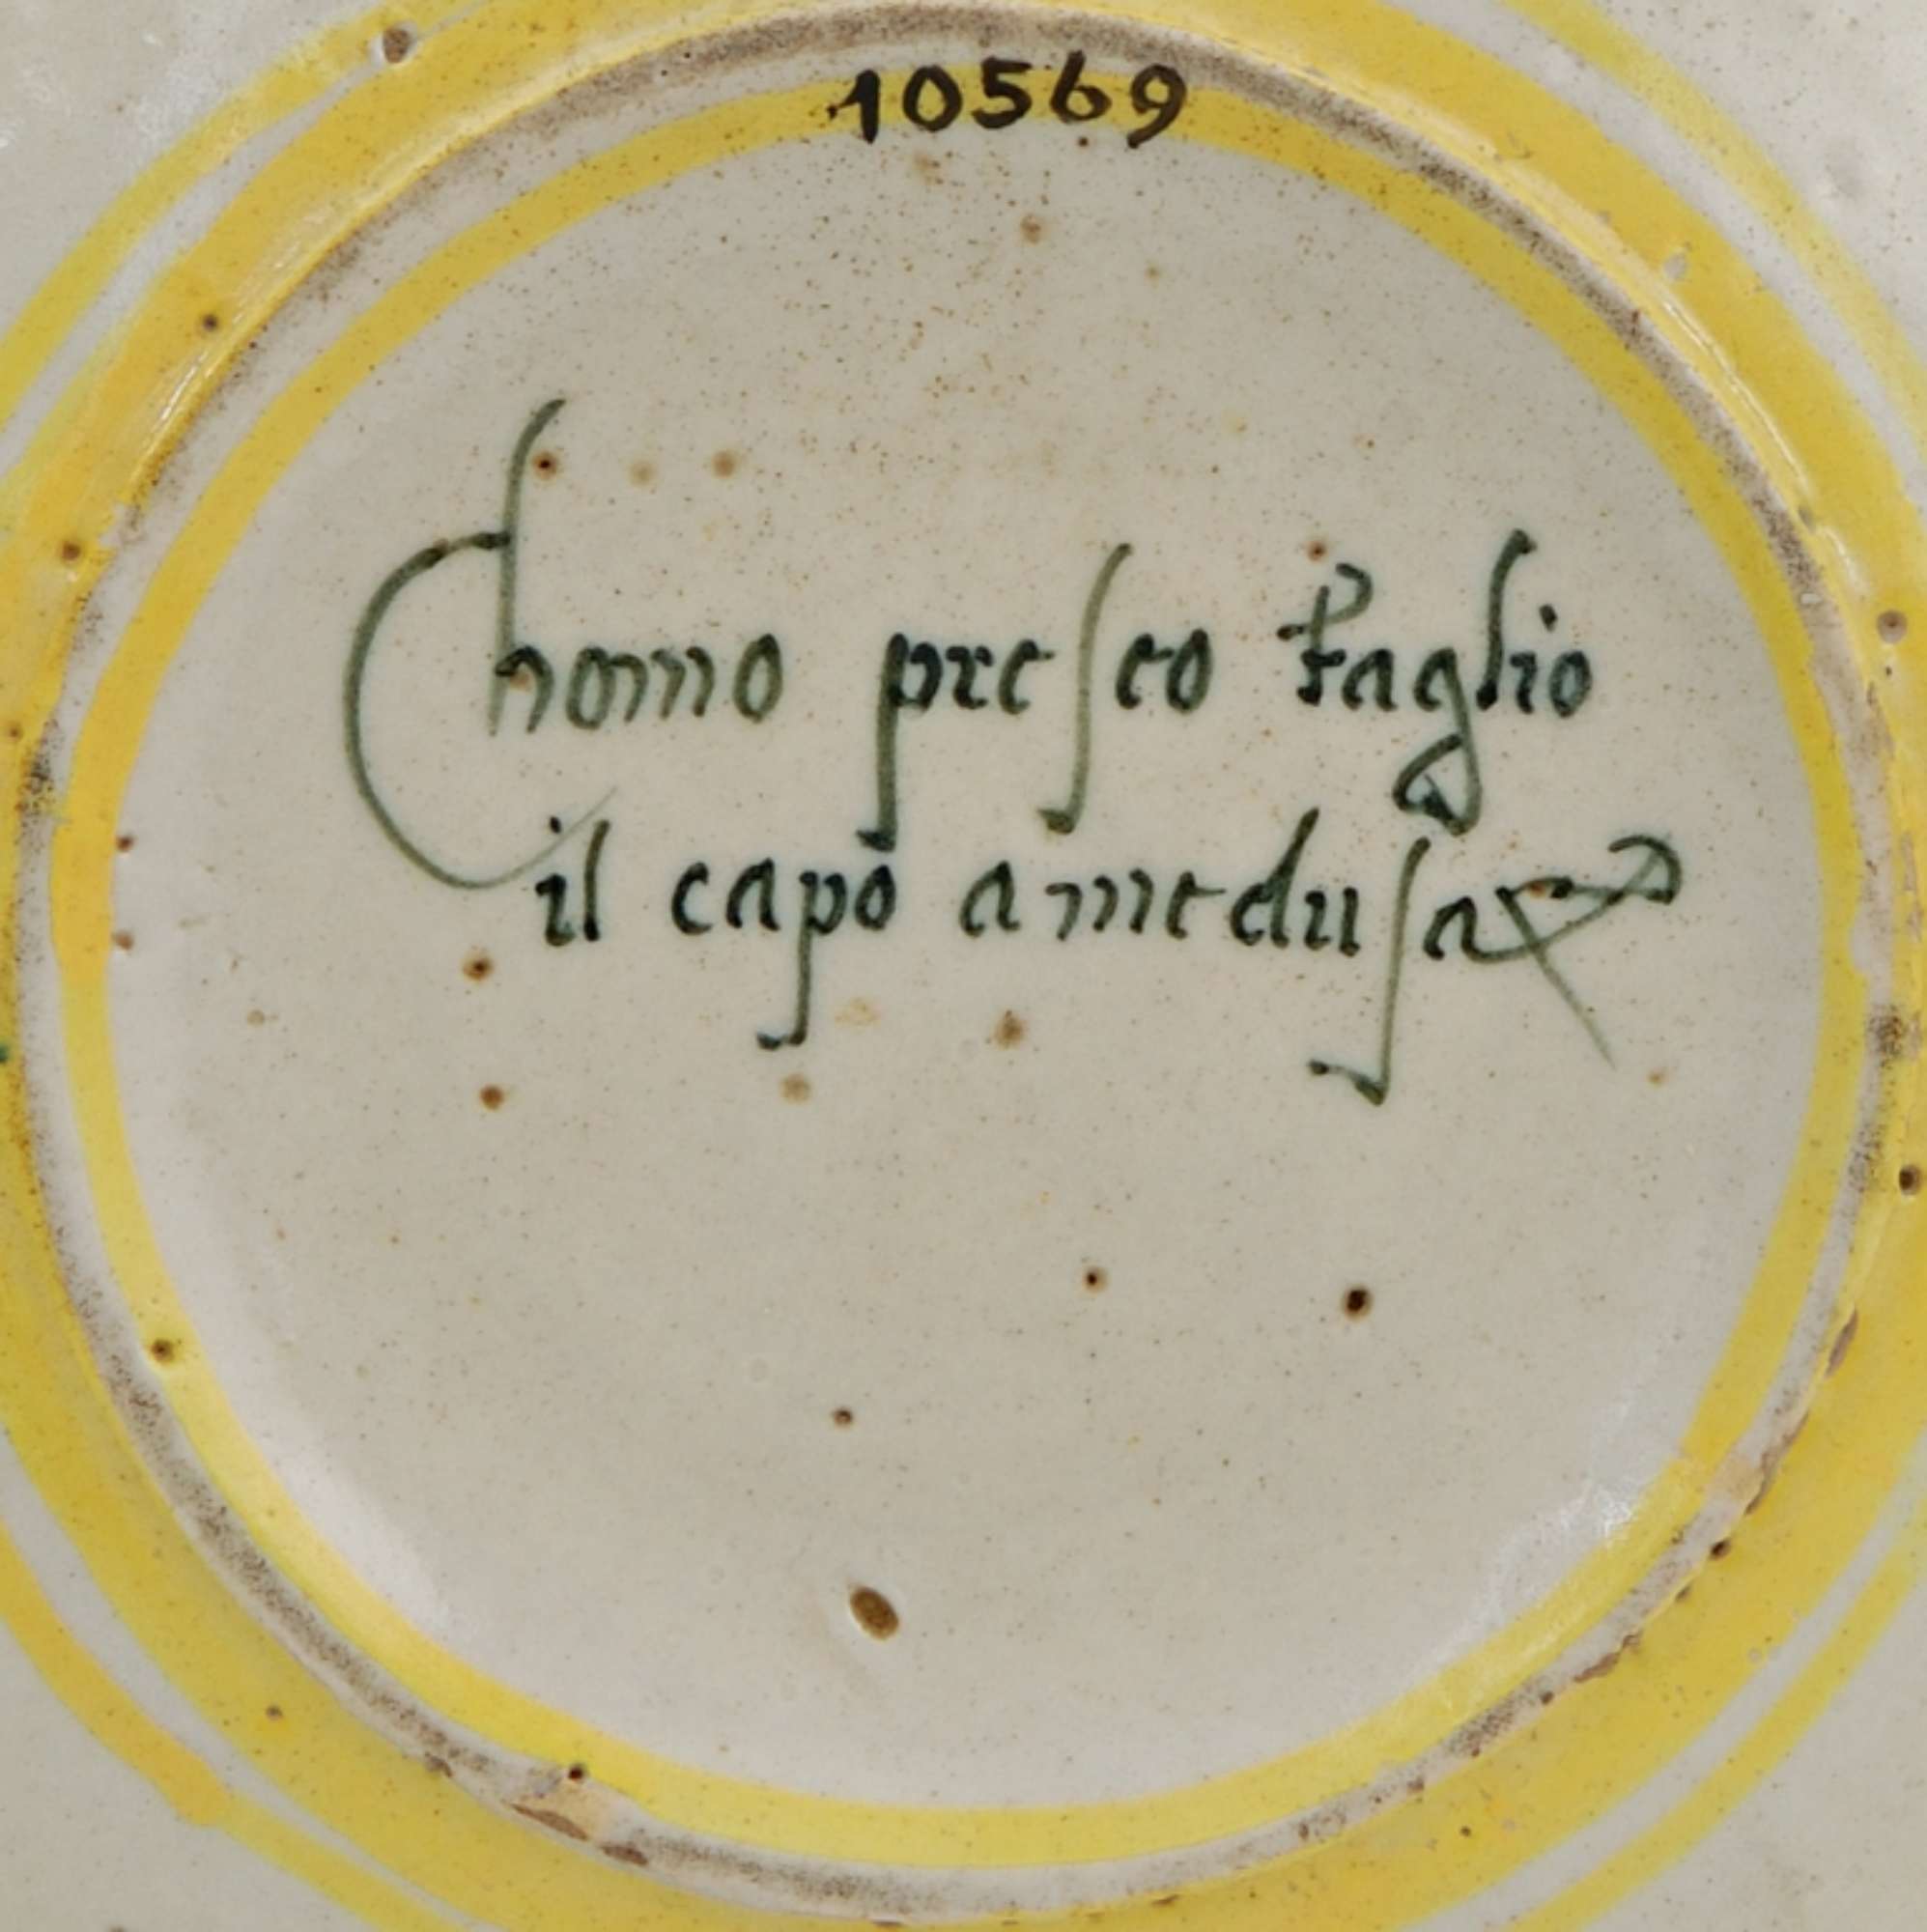 10569
Chomo preseo taglio
il capo amedusa